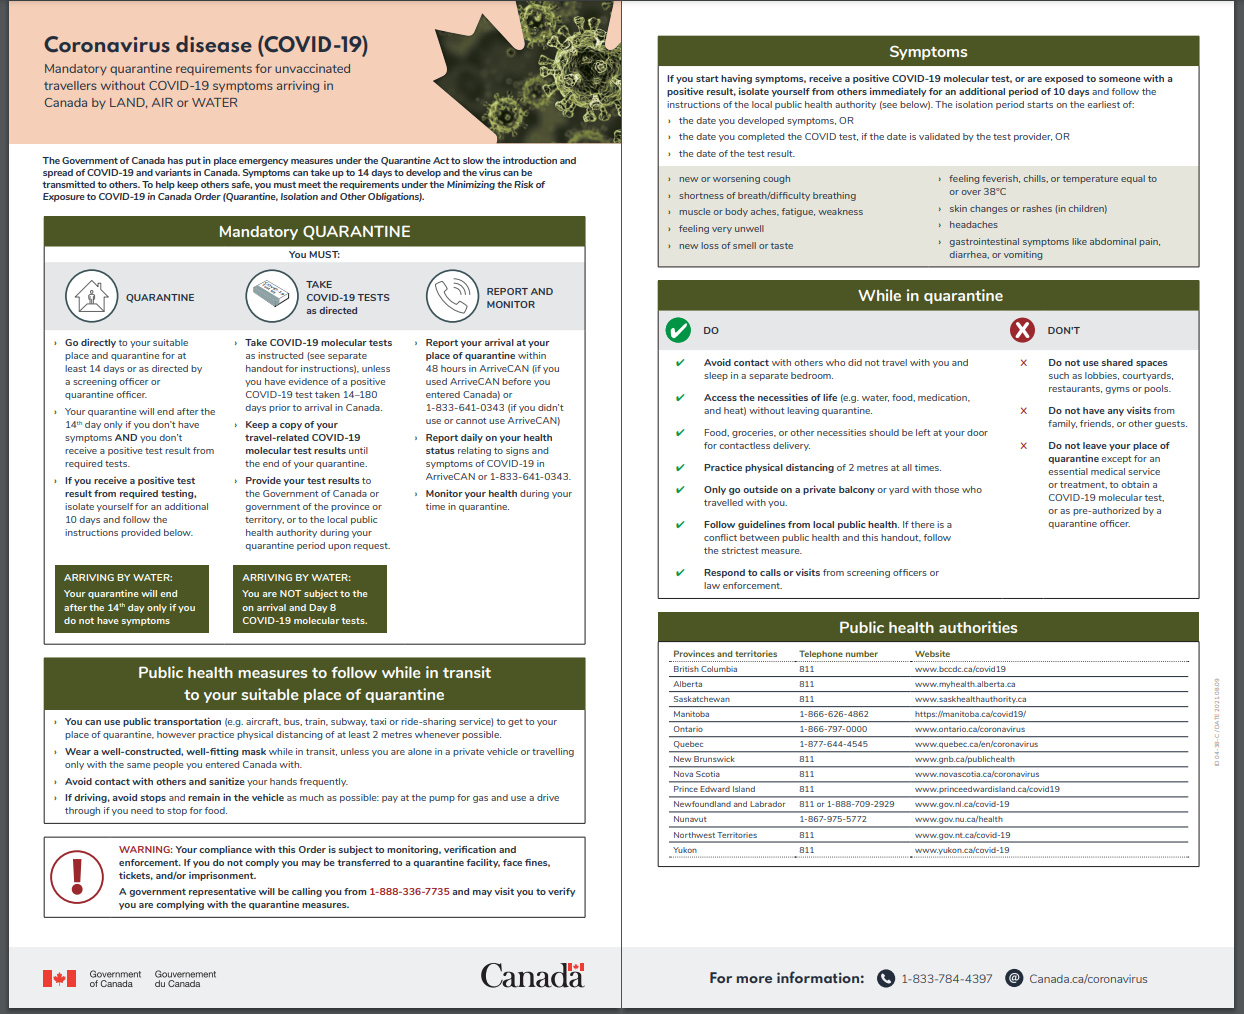 Coronavirus disease (COVID-19)
Mandatory quarantine requirements for unvaccinated
travellers without COVID-19 symptoms arriving in
Canada by LAND, AIR or WATER
The Government of Canada has put in place emergency measures under the Quarantine Act to slow the introduction and
spread of COVID-19 and variants in Canada. Symptoms can take up to 14 days to develop and the virus can be
transmitted to others. To help keep others safe, you must meet the requirements under the Minimizing the Risk of
Exposure to COVID-19 in Canada Order (Quarantine, Isolation and Other Obligations).
Mandatory QUARANTINE
You MUST:
QUARANTINE
› Go directly to your suitable
place and quarantine for at
least 14 days or as directed by
a screening officer or
quarantine officer.
› Your quarantine will end after the
14th day only if you don't have
symptoms AND you don't
receive a positive test result from
required tests.
› If you receive a positive test
result from required testing,
isolate yourself for an additional
10 days and follow the
instructions provided below.
ARRIVING BY WATER:
Your quarantine will end
after the 14th day only if you
do not have symptoms
TAKE
COVID-19 TESTS
as directed
› Take COVID-19 molecular tests
as instructed (see separate
handout for instructions), unless
you have evidence of a positive
COVID-19 test taken 14–180
days prior to arrival in Canada.
› Keep a copy of your
travel-related COVID-19
molecular test results until
the end of your quarantine.
› Provide your test results to
the Government of Canada or
government of the province or
territory, or to the local public
health authority during your
quarantine period upon request.
ARRIVING BY WATER:
You are NOT subject to the
on arrival and Day 8
COVID-19 molecular tests.
REPORT AND
MONITOR
› Report your arrival at your
place of quarantine within
48 hours in ArriveCAN (if you
used ArriveCAN before you
entered Canada) or
1-833-641-0343 (if you didn't
use or cannot use ArriveCAN)
› Report daily on your health
status relating to signs and
symptoms of COVID-19 in
ArriveCAN or 1-833-641-0343.
› Monitor your health during your
time in quarantine.
Public health measures to follow while in transit
to your suitable place of quarantine
› You can use public transportation (e.g. aircraft, bus, train, subway, taxi or ride-sharing service) to get to your
place of quarantine, however practice physical distancing of at least 2 metres whenever possible.
› Wear a well-constructed, well-fitting mask while in transit, unless you are alone in a private vehicle or travelling
only with the same people you entered Canada with.
› Avoid contact with others and sanitize your hands frequently.
› If driving, avoid stops and remain in the vehicle as much as possible: pay at the pump for gas and use a drive
through if you need to stop for food.
WARNING: Your compliance with this Order is subject to monitoring, verification and
enforcement. If you do not comply you may be transferred to a quarantine facility, face fines,
tickets, and/or imprisonment.
A government representative will be calling you from 1-888-336-7735 and may visit you to verify
you are complying with the quarantine measures.
Government
of Canada
Gouvernement
du Canada
Canada
Symptoms
If you start having symptoms, receive a positive COVID-19 molecular test, or are exposed to someone with a
positive result, isolate yourself from others immediately for an additional period of 10 days and follow the
instructions of the local public health authority (see below). The isolation period starts on the earliest of:
› the date you developed symptoms, OR
› the date you completed the COVID test, if the date is validated by the test provider, OR
› the date of the test result.
› new or worsening cough
› shortness of breath/difficulty breathing
› muscle or body aches, fatigue, weakness
› feeling very unwell
› new loss of smell or taste
› feeling feverish, chills, or temperature equal to
or over 38°C
› skin changes or rashes (in children)
› headaches
› gastrointestinal symptoms like abdominal pain,
diarrhea, or vomiting
While in quarantine
DO
✔ Avoid contact with others who did not travel with you and
sleep in a separate bedroom.
✔ Access the necessities of life (e.g. water, food, medication,
and heat) without leaving quarantine.
✔ Food, groceries, or other necessities should be left at your door
for contactless delivery.
✔ Practice physical distancing of 2 metres at all times.
✔ Only go outside on a private balcony or yard with those who
travelled with you.
✔ Follow guidelines from local public health. If there is a
conflict between public health and this handout, follow
the strictest measure.
✔ Respond to calls or visits from screening officers or
law enforcement.
X DON'T
X Do not use shared spaces
such as lobbies, courtyards,
restaurants, gyms or pools.
X Do not have any visits from
family, friends, or other guests.
X Do not leave your place of
quarantine except for an
essential medical service
or treatment, to obtain a
COVID-19 molecular test,
or as pre-authorized by a
quarantine officer.
Public health authorities
Provinces and territories Telephone number Website
British Columbia 811 www.bccdc.ca/covid19
Alberta 811 www.myhealth.alberta.ca
Saskatchewan 811 www.saskhealthauthority.ca
Manitoba 1-866-626-4862 https://manitoba.ca/covid19/
Ontario 1-866-797-0000 www.ontario.ca/coronavirus
Quebec 1-877-644-4545 www.quebec.ca/en/coronavirus
New Brunswick 811 www.gnb.ca/publichealth
Nova Scotia 811 www.novascotia.ca/coronavirus
Prince Edward Island 811 www.princeedwardisland.ca/covid19
Newfoundland and Labrador 811 or 1-888-709-2929 www.gov.nl.ca/covid-19
Nunavut 1-867-975-5772 www.gov.nu.ca/health
Northwest Territories 811 www.gov.nt.ca/covid-19
Yukon 811 www.yukon.ca/covid-19
ID 04-3B-C / DATE 2021.08.09
For more information: 1-833-784-4397 @ Canada.ca/coronavirus